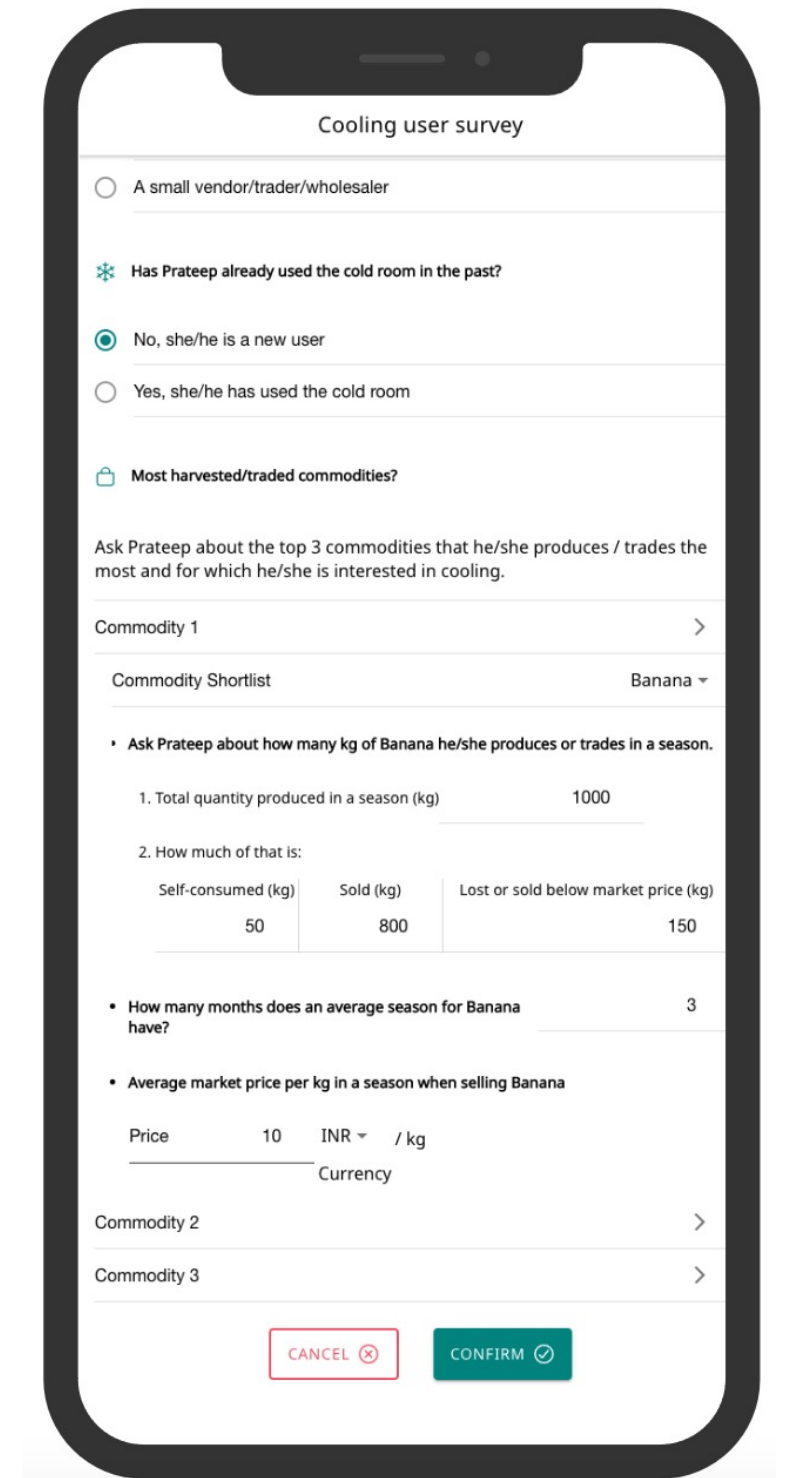 Cooling user survey
A small vendor/trader/wholesaler
Has Prateep already used the cold room in the past?
No, she/he is a new user
Yes, she/he has used the cold room
Most harvested/traded commodities?
Ask Prateep about the top 3 commodities that he/she produces / trades the
most and for which he/she is interested in cooling.
Commodity 1
Commodity Shortlist Banana
• Ask Prateep about how many kg of Banana he/she produces or trades in a season.
1. Total quantity produced in a season (kg) 1000
2. How much of that is:
Self-consumed (kg) Sold (kg) Lost or sold below market price (kg)
50 800 150
• How many months does an average season for Banana 3
have?
• Average market price per kg in a season when selling Banana
Price 10 INR / kg
Currency
Commodity 2
Commodity 3
CANCEL CONFIRM